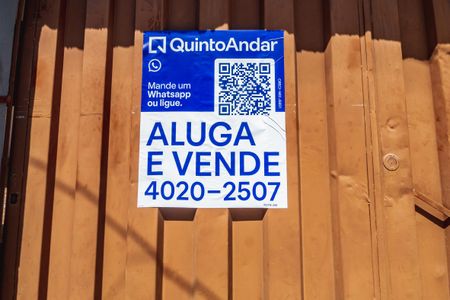 QuintoAndar
Mande um
Whatsapp
ou ligue.
ALUGA
E VENDE
4020-2507